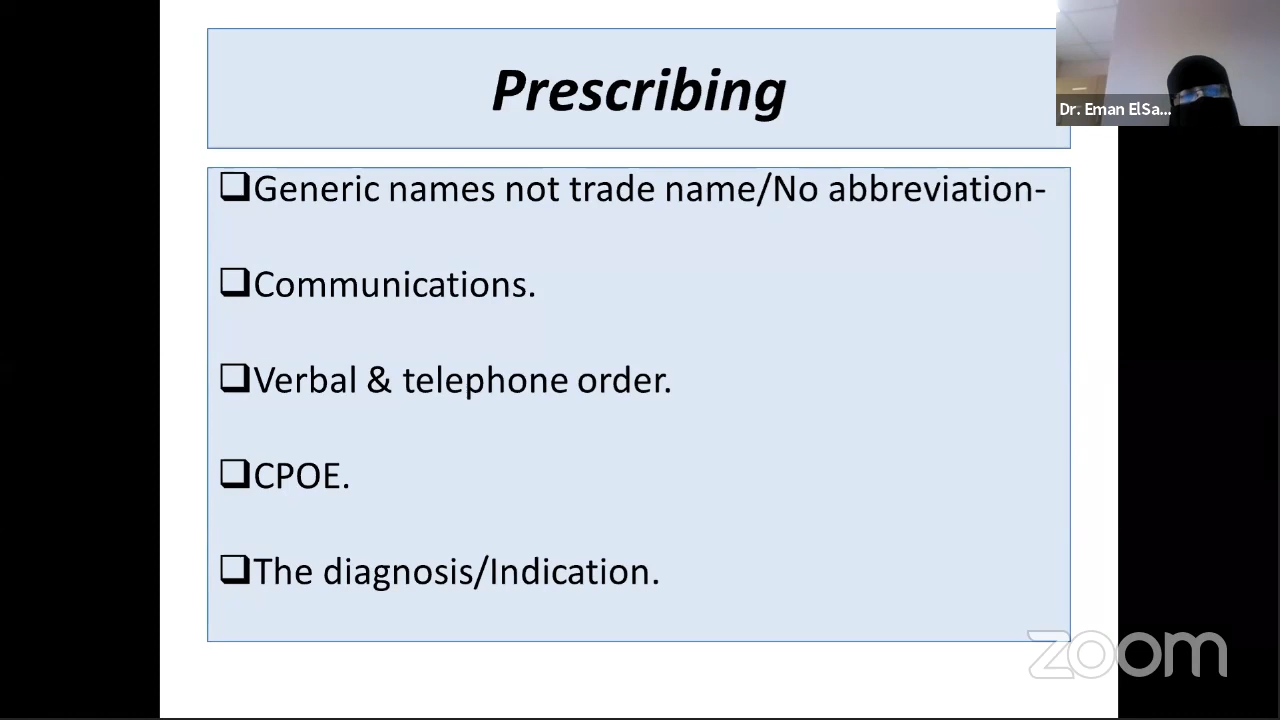 Prescribing
Dr. Eman ElSa...
❑Generic names not trade name/No abbreviation-
❑Communications.
❑Verbal & telephone order.
❑CPOE.
❑The diagnosis/Indication.
zoom